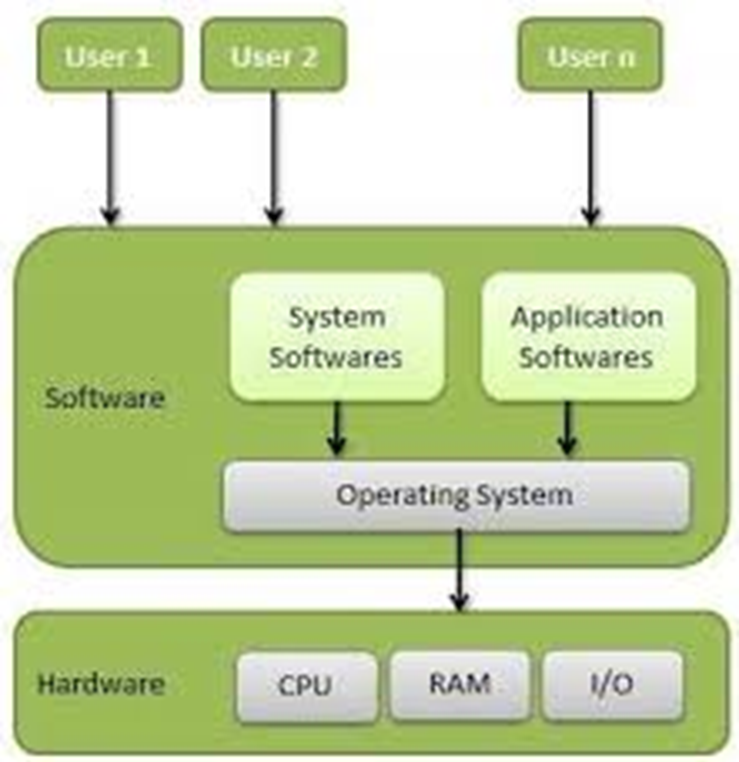 User 1
User 2
User n
System
Softwares
Application
Softwares
Software
Operating System
Hardware
CPU
RAM
I/O